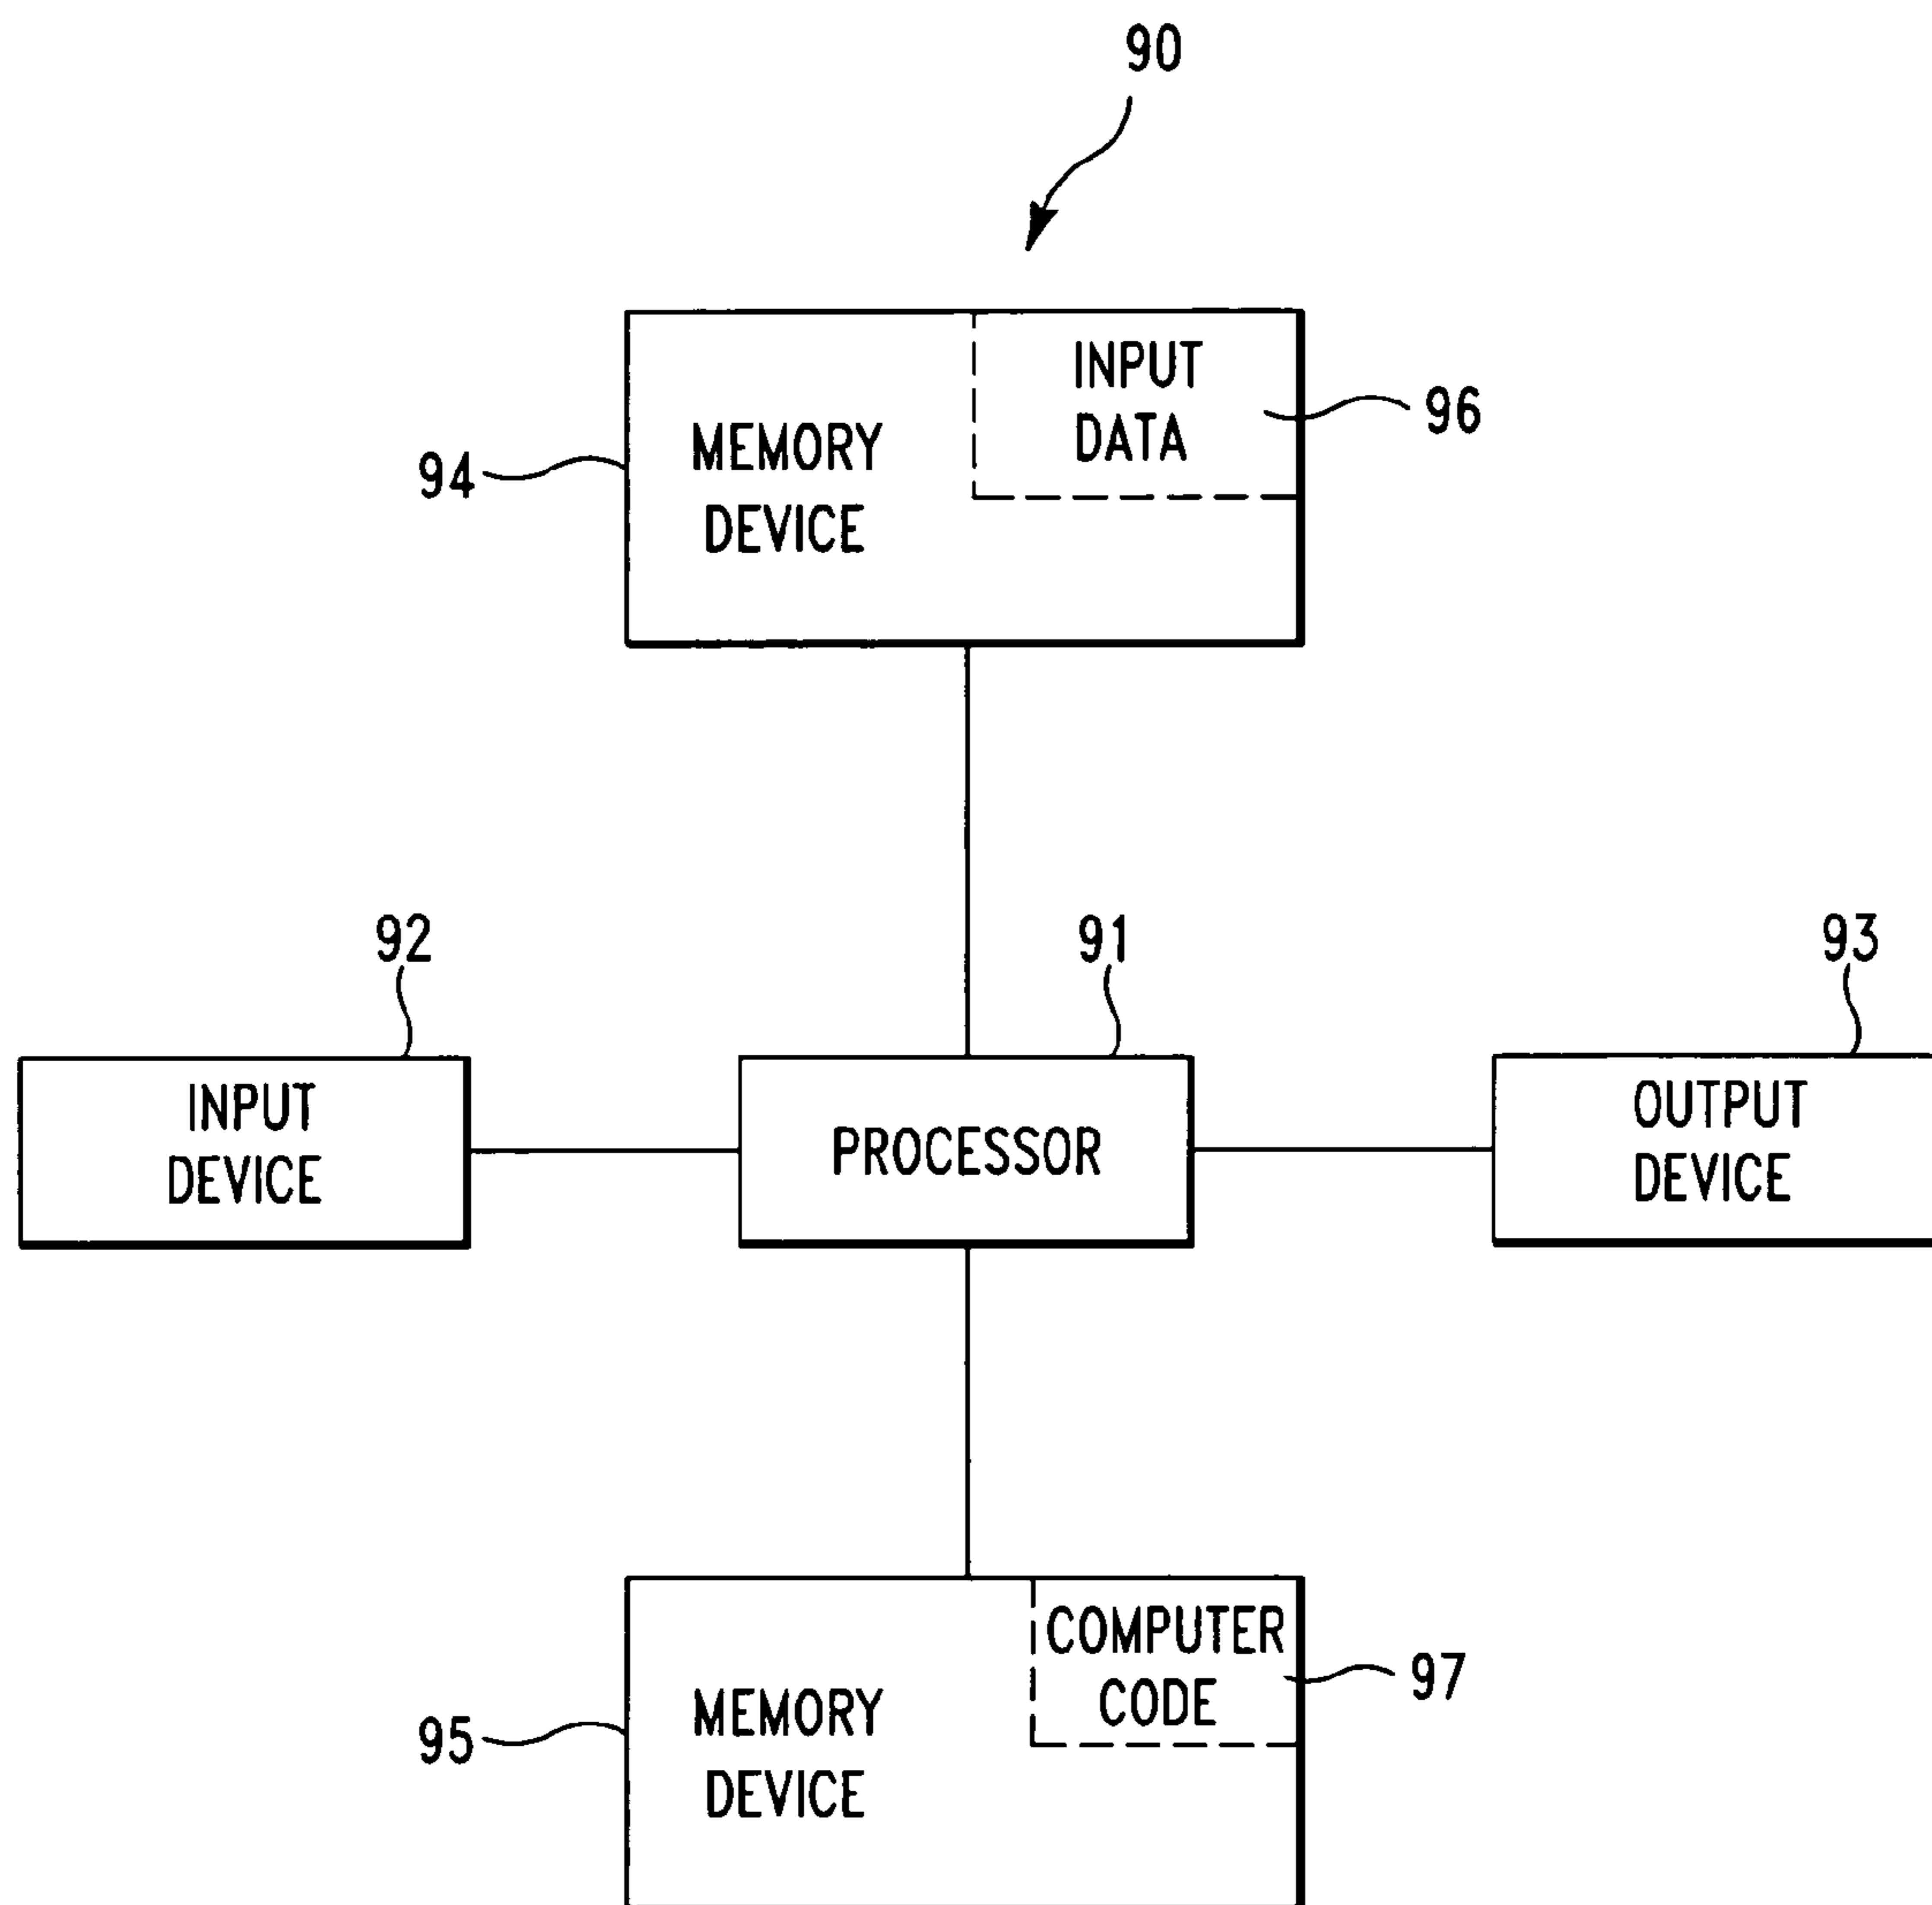 90
INPUT
DATA
96
MEMORY
DEVICE
94
92
91
93
INPUT
DEVICE
PROCESSOR
OUTPUT
DEVICE
COMPUTER
CODE
97
MEMORY
DEVICE
95